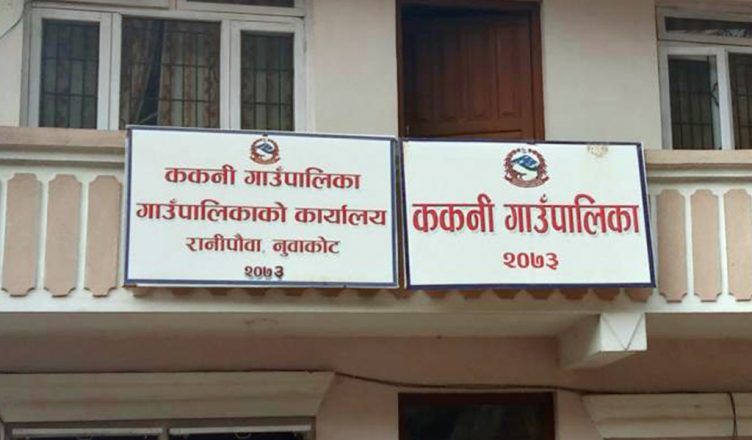 ककनी गाउँपालिका
गाउँपालिकाको कार्यालय
रानीपौवा, नुवाकोट
२०७३
ककनी गाउँपालिका
२०७३